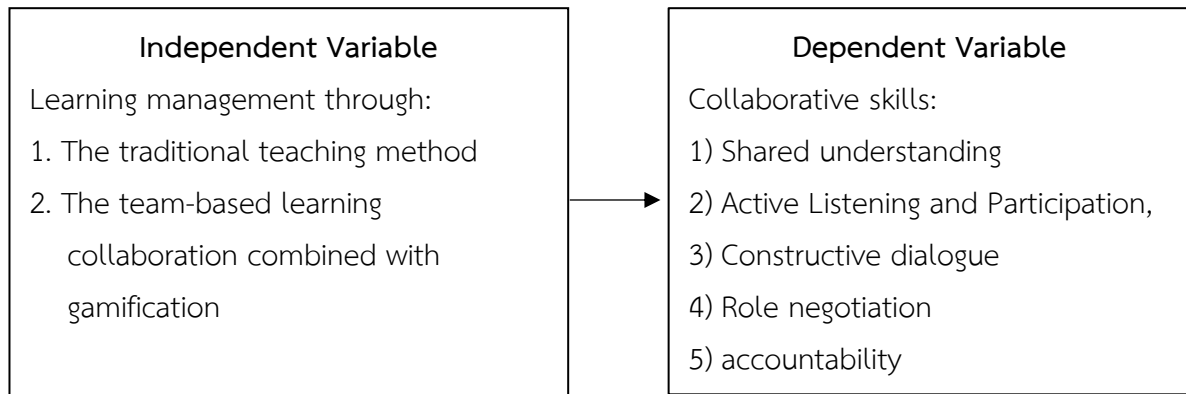 Independent Variable
Learning management through:
1. The traditional teaching method
2. The team-based learning
collaboration combined with
gamification
Dependent Variable
Collaborative skills:
1) Shared understanding
2) Active Listening and Participation,
3) Constructive dialogue
4) Role negotiation
5) accountability